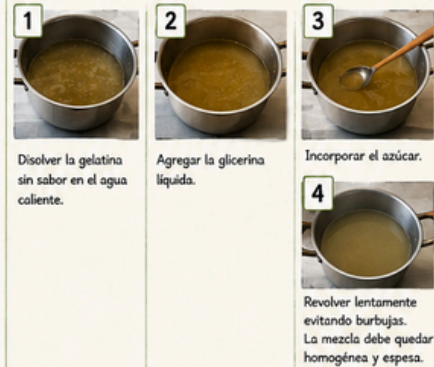 1
Disolver la gelatina
sin sabor en el agua
caliente.
2
Agregar la glicerina
líquida.
3
Incorporar el azúcar.
4
Revolver lentamente
evitando burbujas.
La mezcla debe quedar
homogénea y espesa.